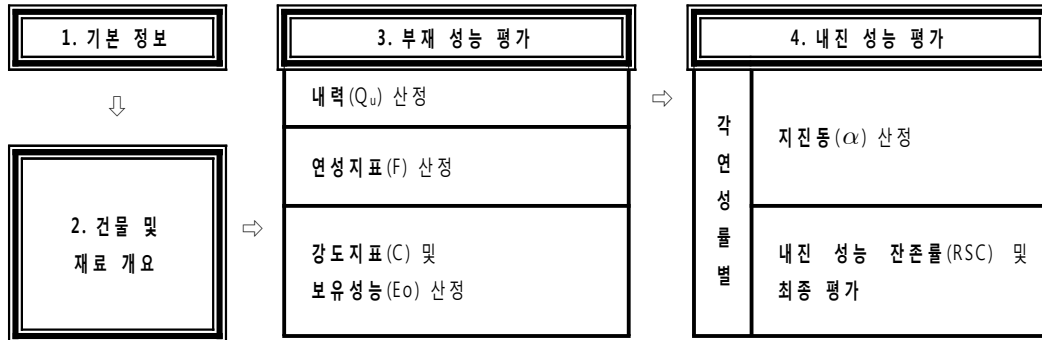 1. 기본 정보
⇩
2. 건물 및
재료 개요
⇨
3. 부재 성능 평가
내력(Qu) 산정
연성지표(F) 산정
강도지표(C) 및
보유성능(Eo) 산정
⇨
4. 내진 성능 평가
각
연
성
률
별
지진동(α) 산정
내진 성능 잔존률(RSC) 및
최종 평가